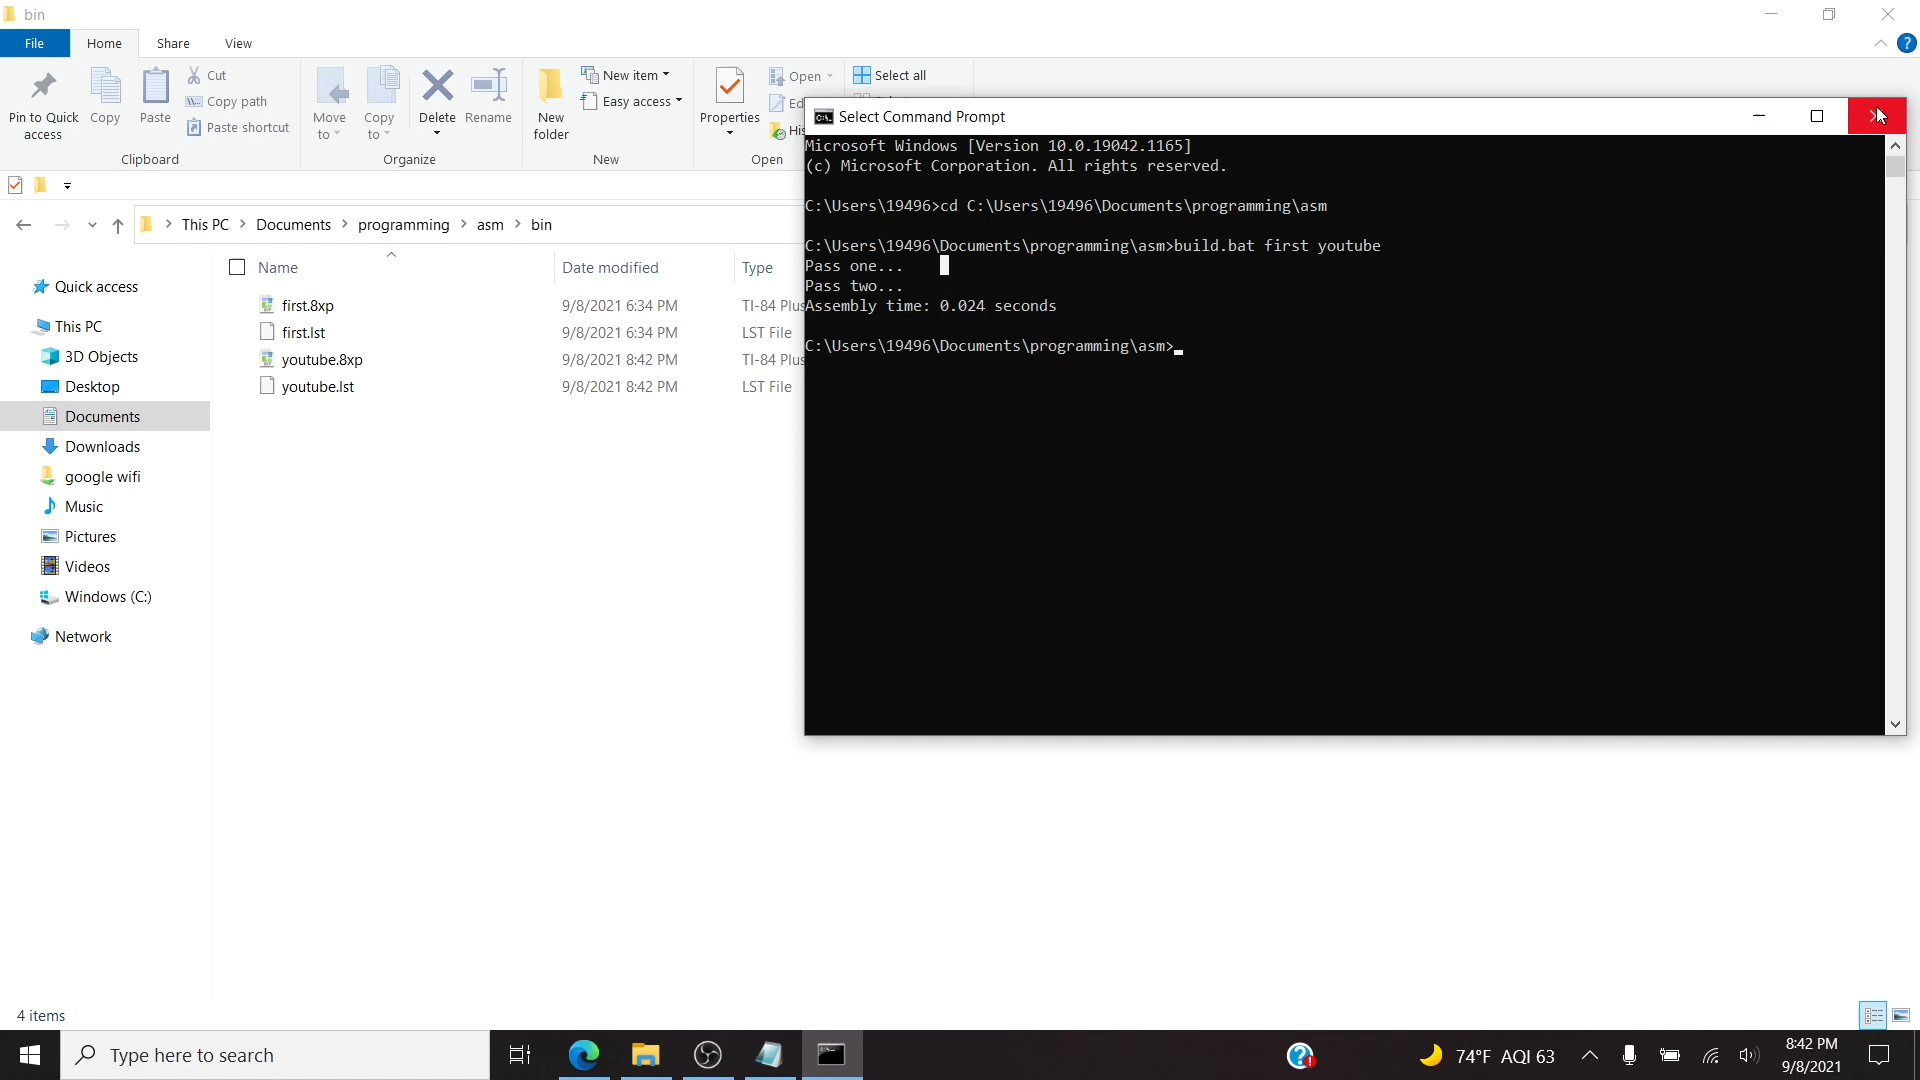 bin
File
Home
Share
View
Pin to Quick access
Copy
Paste
Cut
Copy path
Paste shortcut
Clipboard
Move to
Copy to
Delete
Rename
Organize
New folder
New item
Easy access
New
Properties
Open
Select all
Open
This PC
Documents
programming
asm
bin
Quick access
This PC
3D Objects
Desktop
Documents
Downloads
google wifi
Music
Pictures
Videos
Windows (C:)
Network
Name Date modified Type
first.8xp 9/8/2021 6:34 PM TI-84 Plus
first.lst 9/8/2021 6:34 PM LST File
youtube.8xp 9/8/2021 8:42 PM TI-84 Plus
youtube.lst 9/8/2021 8:42 PM LST File
Select Command Prompt
Microsoft Windows [Version 10.0.19042.1165]
(c) Microsoft Corporation. All rights reserved.
C:\Users\19496>cd C:\Users\19496\Documents\programming\asm
C:\Users\19496\Documents\programming\asm>build.bat first youtube
Pass one...
Pass two...
Assembly time: 0.024 seconds
C:\Users\19496\Documents\programming\asm>
4 items
Type here to search
74°F AQI 63
8:42 PM
9/8/2021